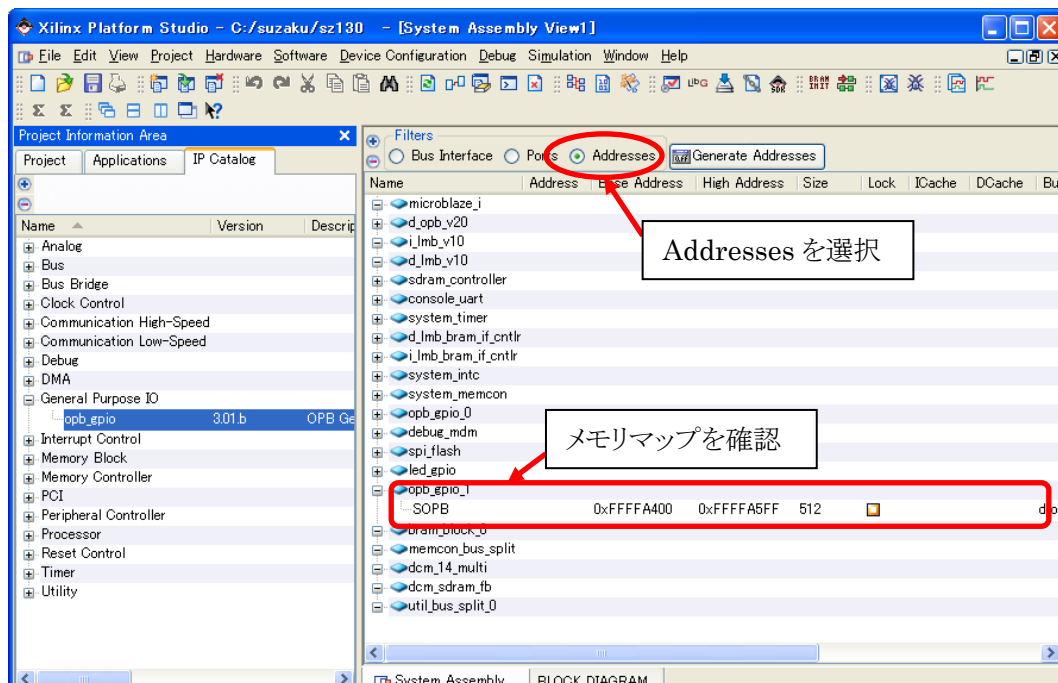 Xilinx Platform Studio - C:/suzaku/sz130 - [System Assembly View1]
File Edit View Project Hardware Software Device Configuration Debug Simulation Window Help
Project Information Area
Project Applications IP Catalog
Name Version Descrip
Analog
Bus
Bus Bridge
Clock Control
Communication High-Speed
Communication Low-Speed
Debug
DMA
General Purpose IO
opb_gpio 3.01.b OPB Ge
Interrupt Control
Memory Block
Memory Controller
PCI
Peripheral Controller
Processor
Reset Control
Timer
Utility
Filters
Bus Interface Ports Addresses Generate Addresses
Name Address Base Address High Address Size Lock ICache DCache Bu
microblaze_i
d_opb_v20
i_lmb_v10
d_lmb_v10
sdram_controller
console_uart
system_timer
d_lmb_bram_if_cntlr
i_lmb_bram_if_cntlr
system_intc
system_memcon
opb_gpio_0
debug_mdm
spi_flash
led_gpio
opb_gpio_1
SOPB 0xFFFFA400 0xFFFFA5FF 512
bram_block_0
memcon_bus_split
dcm_14_multi
dcm_sdram_fb
util_bus_split_0
Addresses を選択
メモリマップを確認
System Assembly BLOCK DIAGRAM